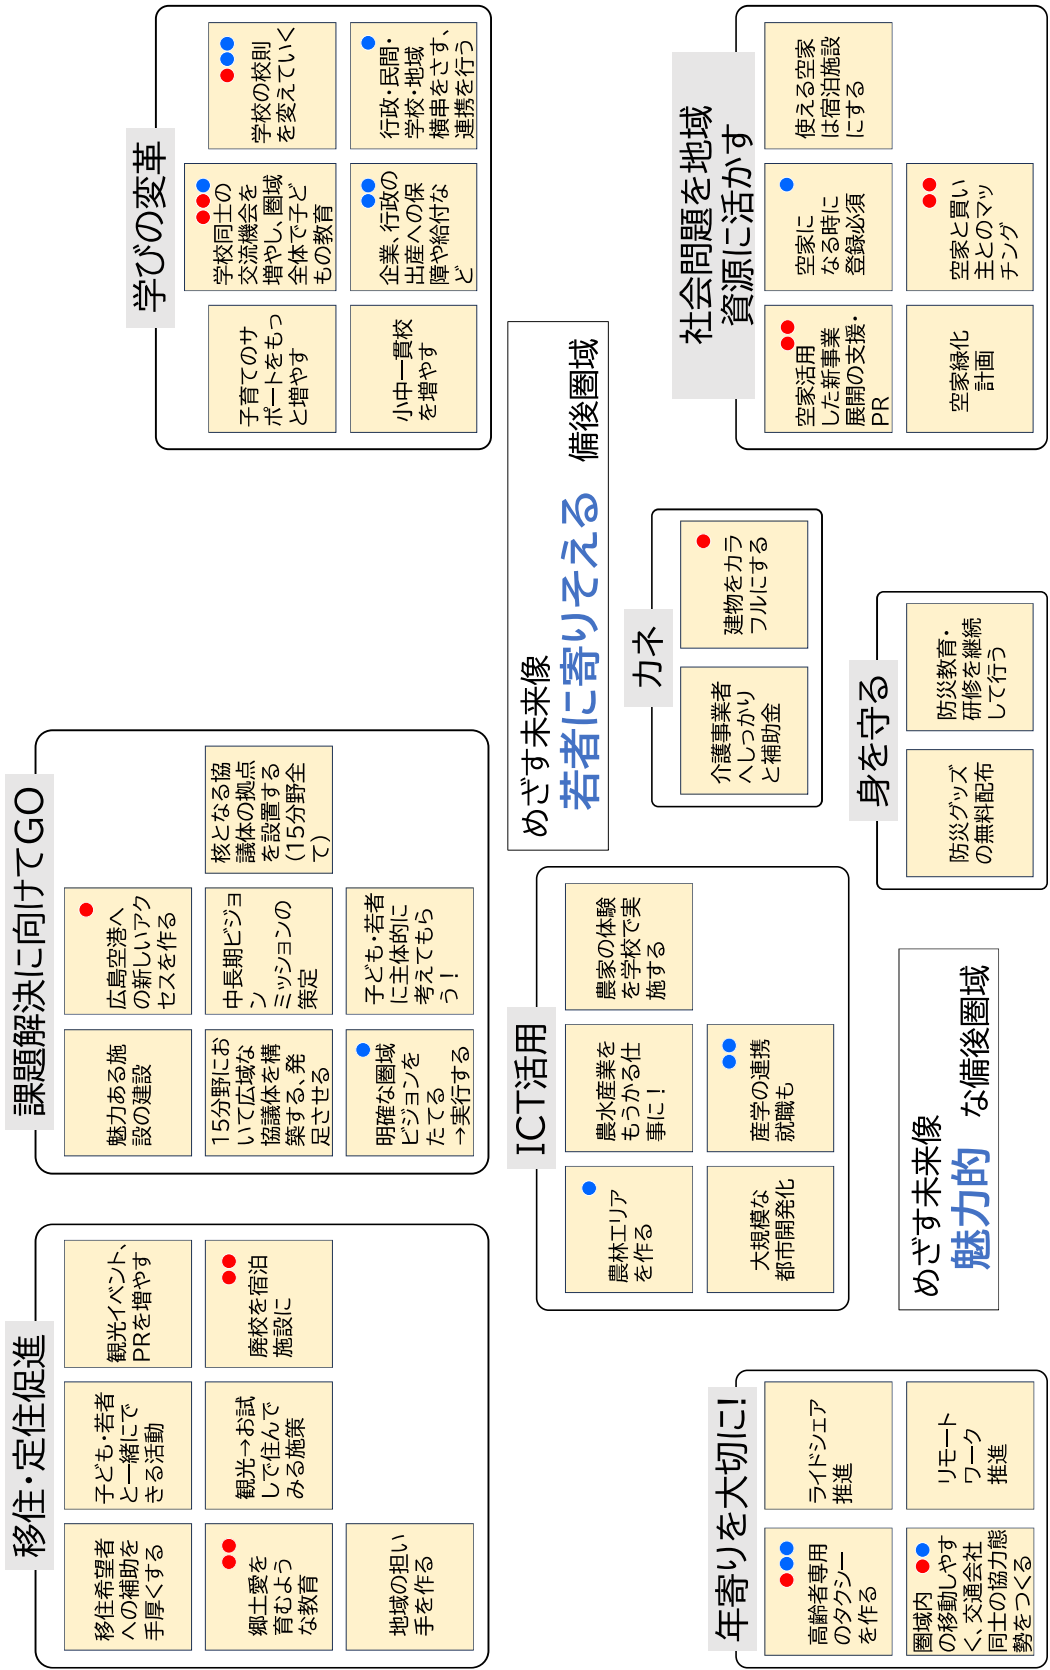 移住・定住促進
移住希望者
への補助を
手厚くする
子ども・若者
と一緒にで
きる活動
観光イベント、
PRを増やす
郷土愛を
育むよう
な教育
観光→お試
しで住んで
みる施策
廃校を宿泊
施設に
地域の担い
手を作る
課題解決に向けてGO
魅力ある施
設の建設
広島空港へ
の新しいアク
セスを作る
15分野にお
いて広域な
協議体を構
築する、発
足させる
中長期ビジョ
ン
ミッションの
策定
核となる協
議体の拠点
を設置する
(15分野全
て)
明確な圏域
ビジョンを
たてる
→実行する
子ども・若者
に主体的に
考えてもら
う！
学びの変革
子育てのサ
ポートをもっ
と増やす
学校同士の
交流機会を
増やし、圏域
全体で子ど
もの教育
学校の校則
を変えていく
小中一貫校
を増やす
企業、行政の
出産への保
障や給付な
ど
行政・民間・
学校・地域
横串をさす、
連携を行う
めざす未来像
若者に寄りそえる 備後圏域
ICT活用
農林エリア
を作る
農水産業を
もうかる仕
事に！
農家の体験
を学校で実
施する
大規模な
都市開発化
産学の連携
就職も
カネ
介護事業者
へしっかり
と補助金
建物をカラ
フルにする
社会問題を地域
資源に活かす
空家活用
した新事業
展開の支援・
PR
空家に
なる時に
登録必須
使える空家
は宿泊施設
にする
空家緑化
計画
空家と買い
主とのマッ
チング
年寄りを大切に!
高齢者専用
のタクシー
を作る
ライドシェア
推進
圏域内
の移動しやす
く、交通会社
同士の協力態
勢をつくる
リモート
ワーク
推進
めざす未来像
魅力的 な備後圏域
身を守る
防災グッズ
の無料配布
防災教育・
研修を継続
して行う